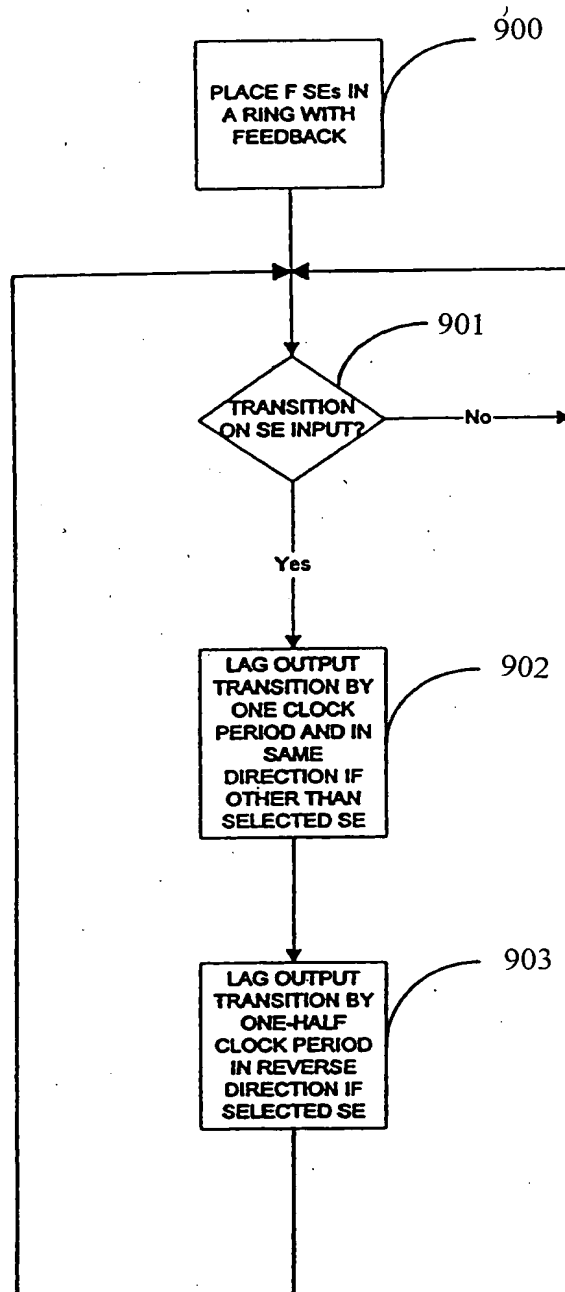 900
PLACE F SEs IN
A RING WITH
FEEDBACK
901
TRANSITION
ON SE INPUT?
No
Yes
LAG OUTPUT
TRANSITION BY
ONE CLOCK
PERIOD AND IN
SAME
DIRECTION IF
OTHER THAN
SELECTED SE
902
LAG OUTPUT
TRANSITION BY
ONE-HALF
CLOCK PERIOD
IN REVERSE
DIRECTION IF
SELECTED SE
903